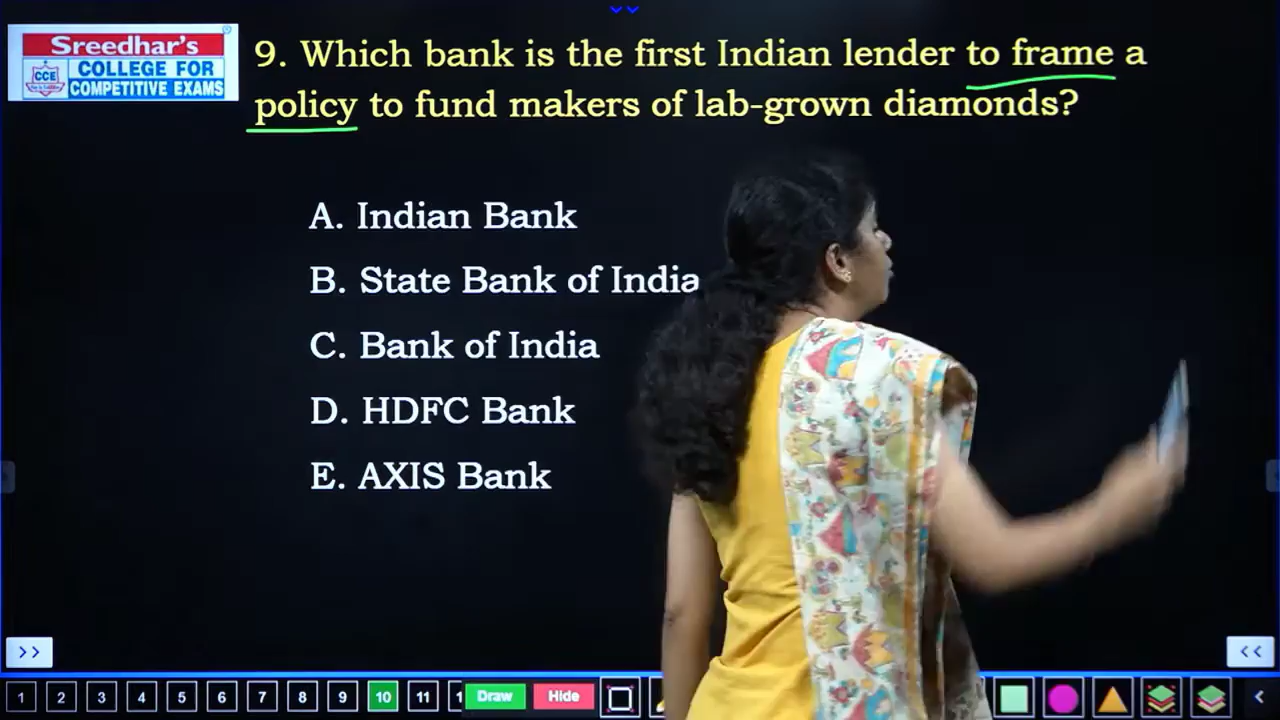 Sreedhar's
CCE
COLLEGE FOR
COMPETITIVE EXAMS
9. Which bank is the first Indian lender to frame a
policy to fund makers of lab-grown diamonds?
A. Indian Bank
B. State Bank of India
C. Bank of India
D. HDFC Bank
E. AXIS Bank
>> <<
1 2 3 4 5 6 7 8 9 10 11 1 Draw Hide